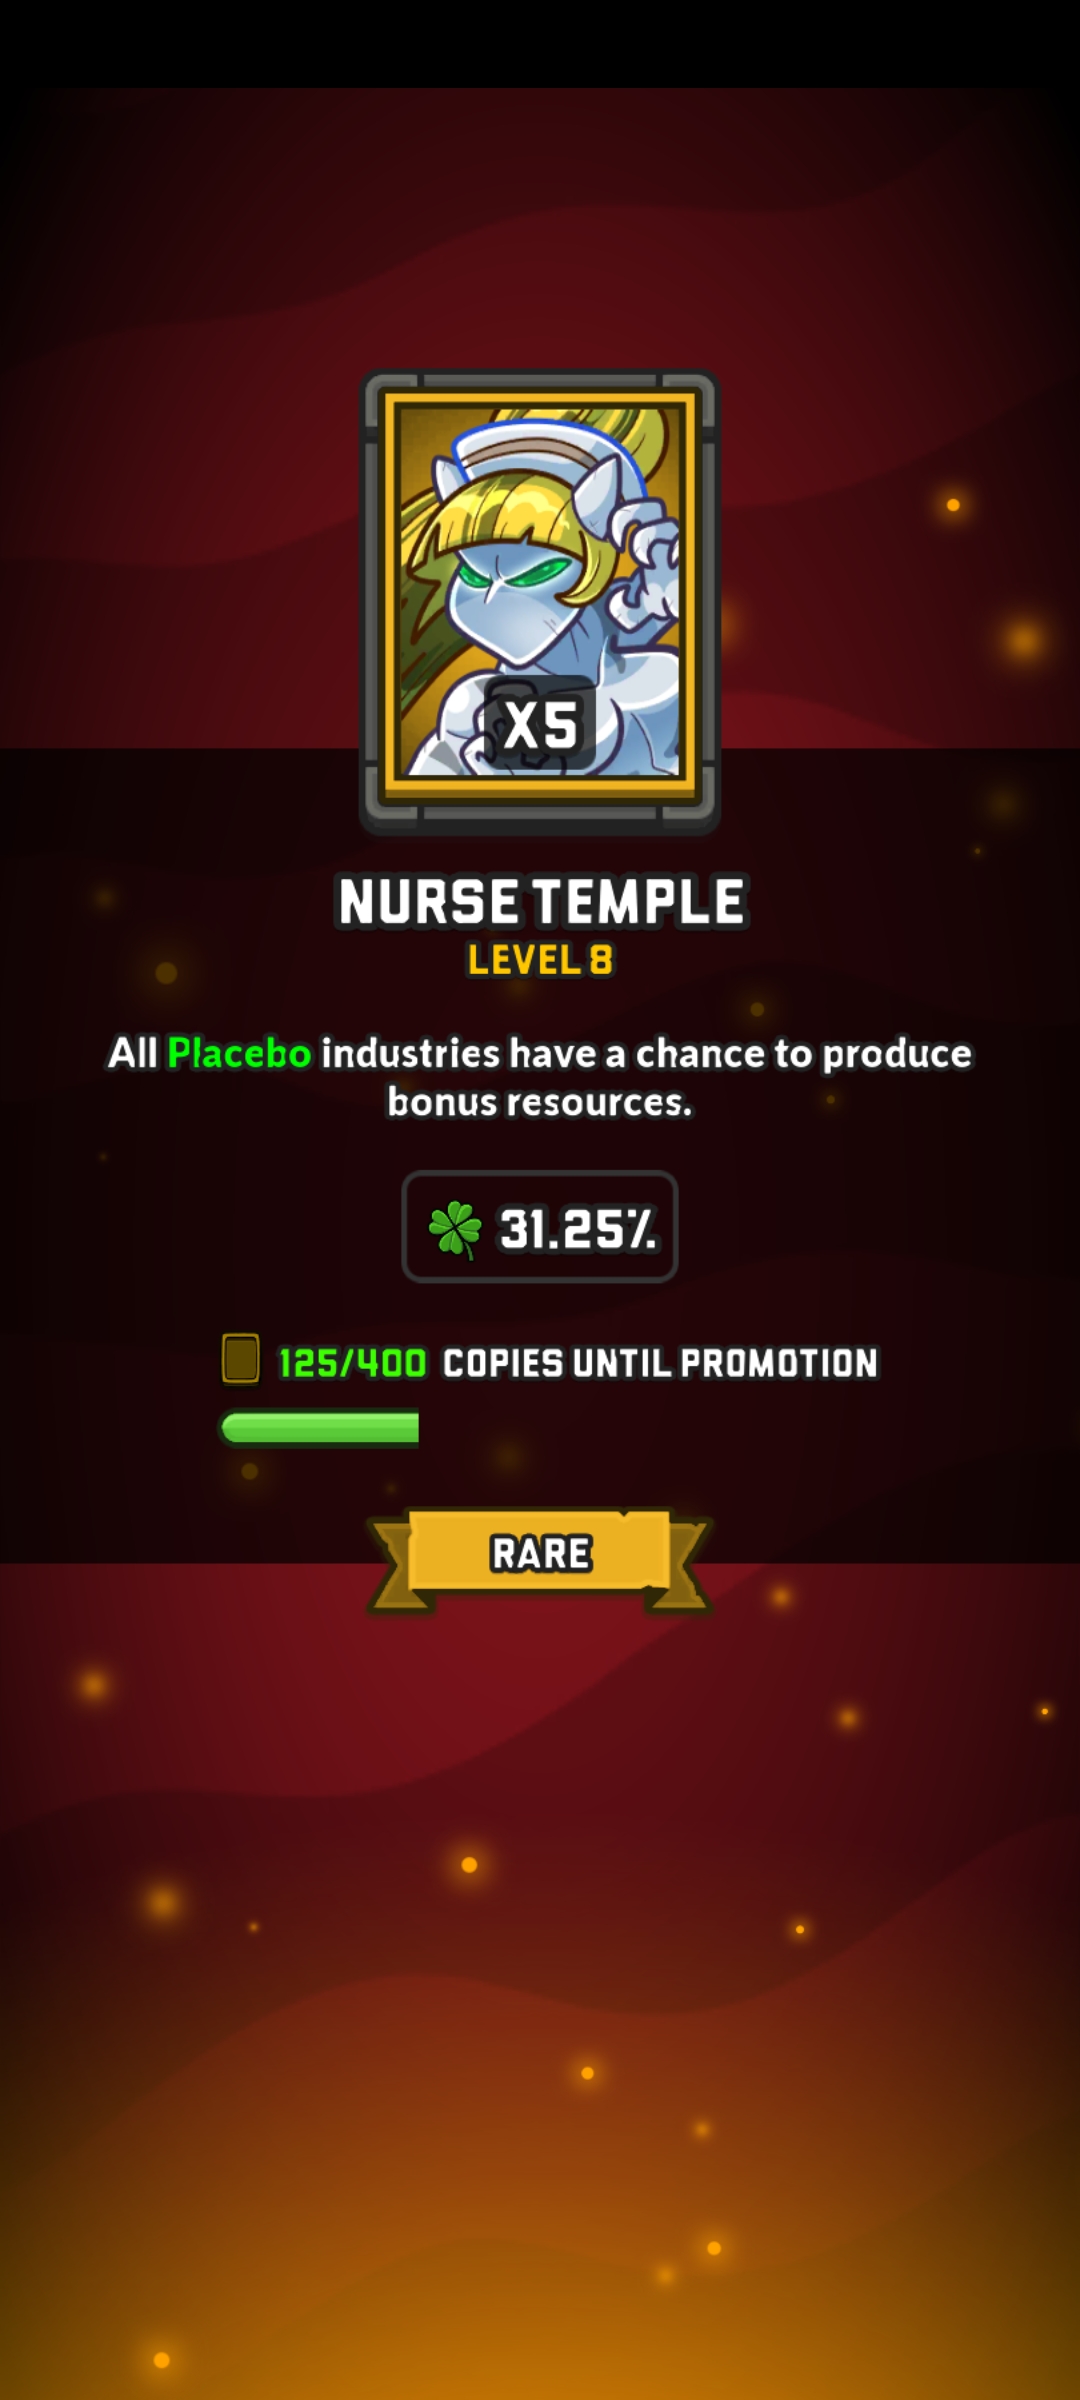 X5
NURSE TEMPLE
LEVEL 8
All Placebo industries have a chance to produce
bonus resources.
31.25%
125/400 COPIES UNTIL PROMOTION
RARE